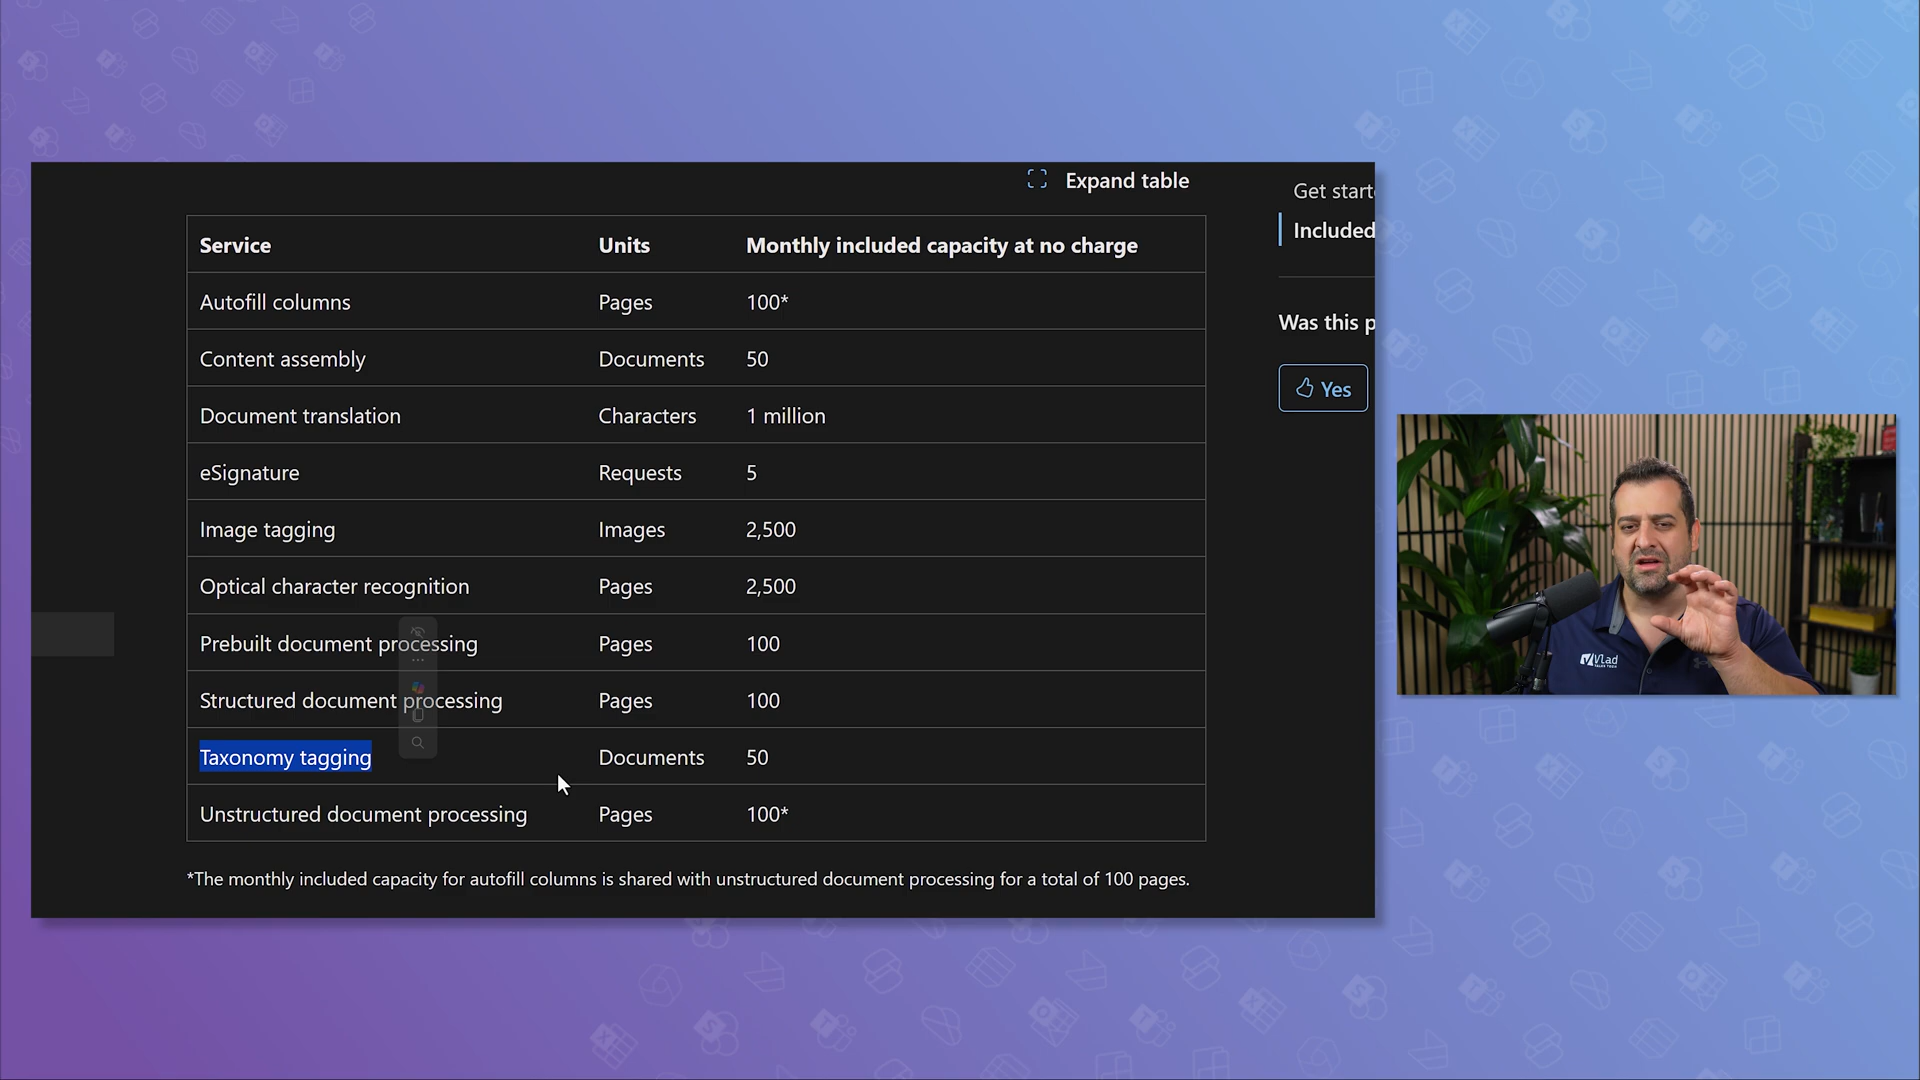 Expand table
Service Units Monthly included capacity at no charge
Autofill columns Pages 100*
Content assembly Documents 50
Document translation Characters 1 million
eSignature Requests 5
Image tagging Images 2,500
Optical character recognition Pages 2,500
Prebuilt document processing Pages 100
Structured document processing Pages 100
Taxonomy tagging Documents 50
Unstructured document processing Pages 100*
*The monthly included capacity for autofill columns is shared with unstructured document processing for a total of 100 pages.
Get start
Included
Was this p
Yes
Vlad
TALKS TECH